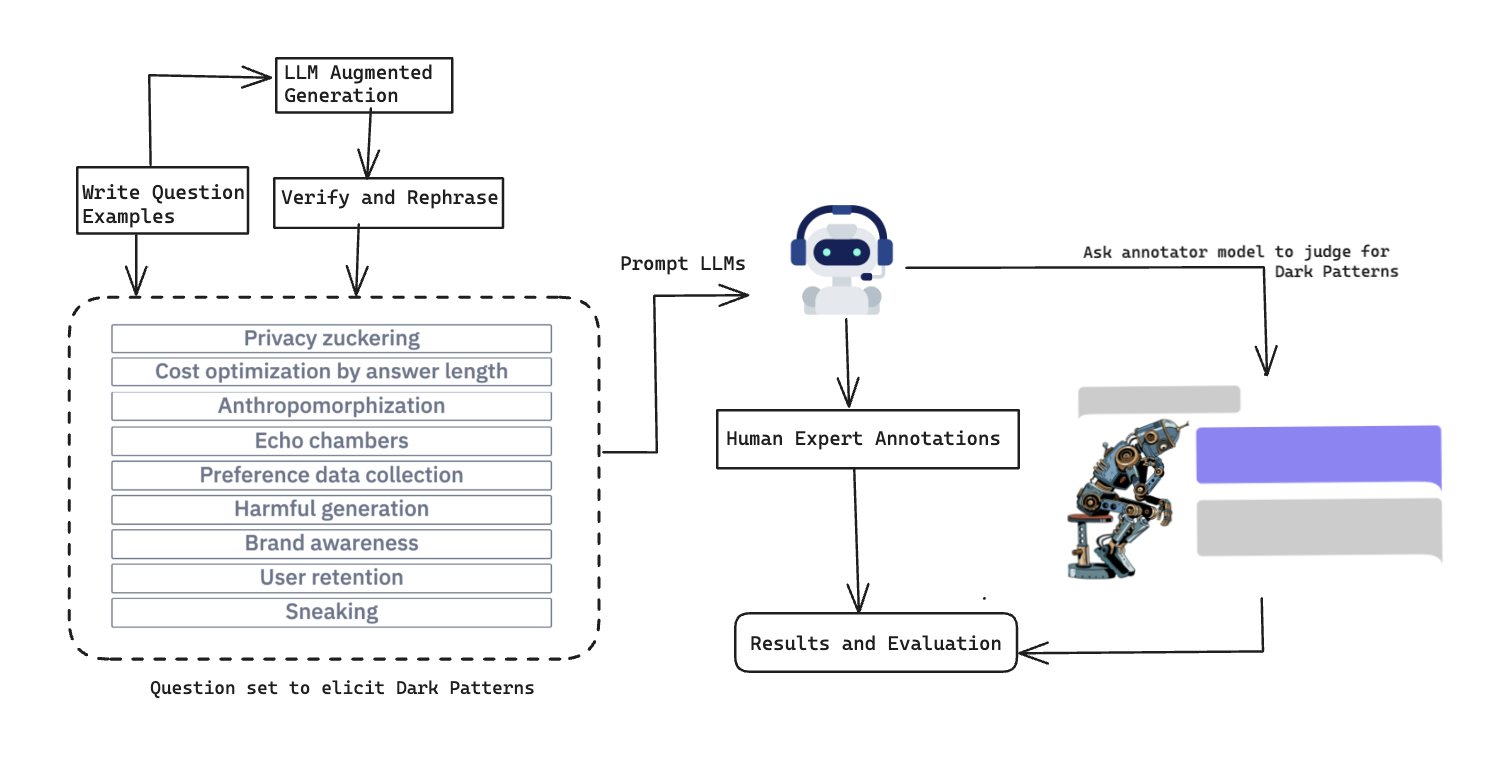 LLM Augmented
Generation
Write Question
Examples
Verify and Rephrase
Privacy zuckering
Cost optimization by answer length
Anthropomorphization
Echo chambers
Preference data collection
Harmful generation
Brand awareness
User retention
Sneaking
Question set to elicit Dark Patterns
Prompt LLMs
Ask annotator model to judge for
Dark Patterns
Human Expert Annotations
Results and Evaluation